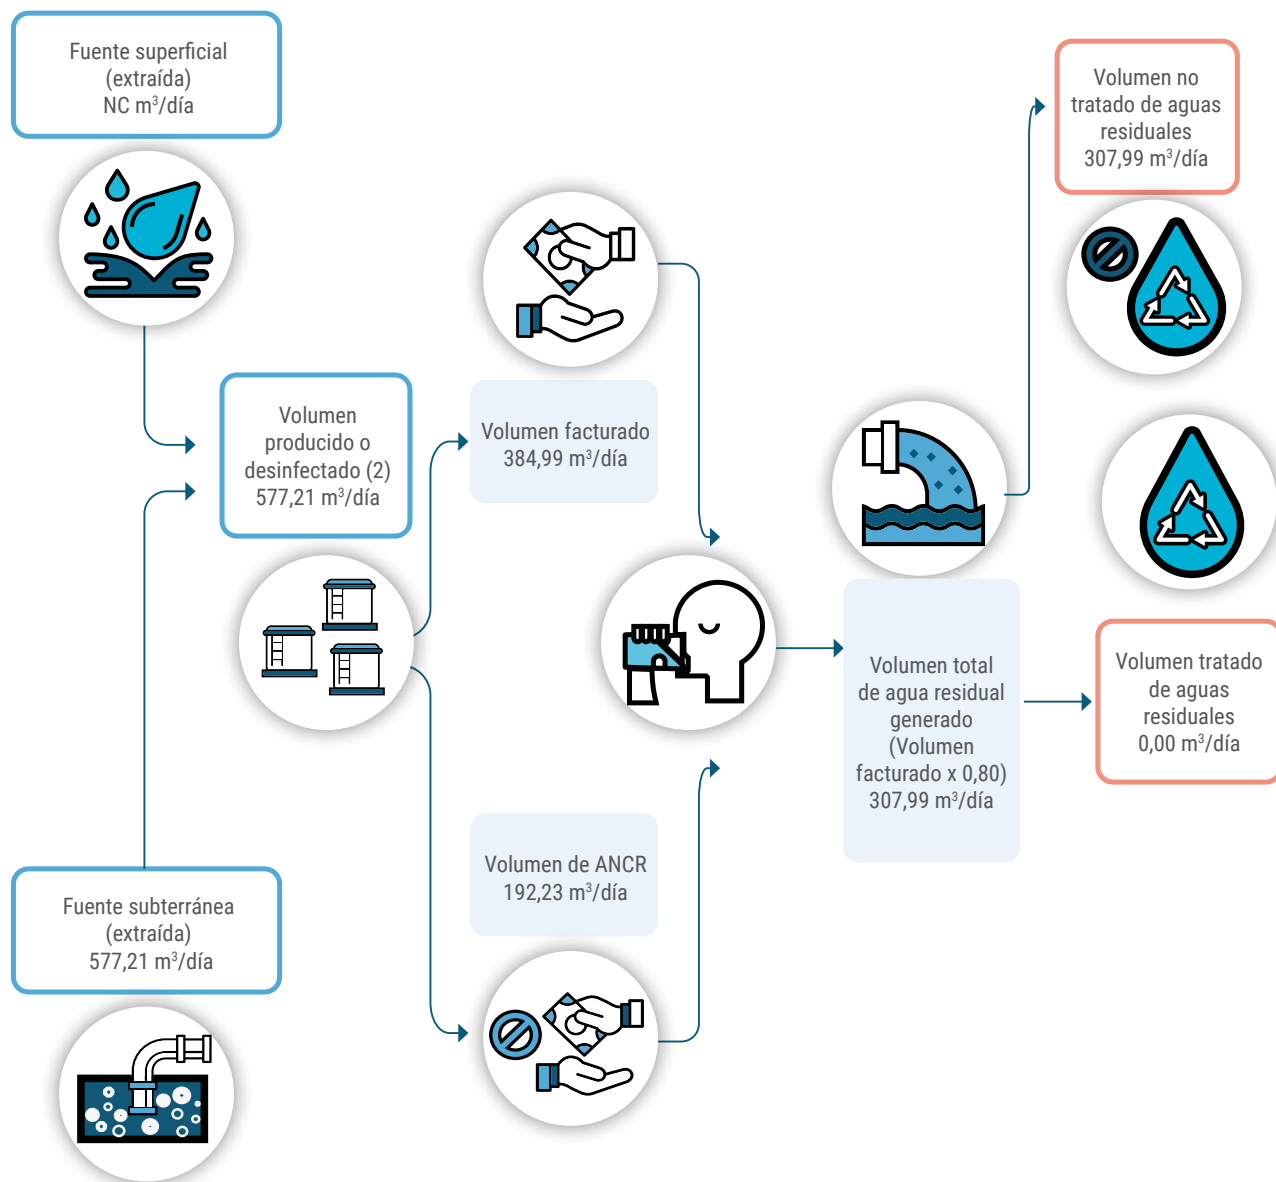 Fuente superficial
(extraída)
NC m³/día
Fuente subterránea
(extraída)
577,21 m³/día
Volumen
producido o
desinfectado (2)
577,21 m³/día
Volumen facturado
384,99 m³/día
Volumen de ANCR
192,23 m³/día
Volumen total
de agua residual
generado
(Volumen
facturado x 0,80)
307,99 m³/día
Volumen no
tratado de aguas
residuales
307,99 m³/día
Volumen tratado
de aguas
residuales
0,00 m³/día